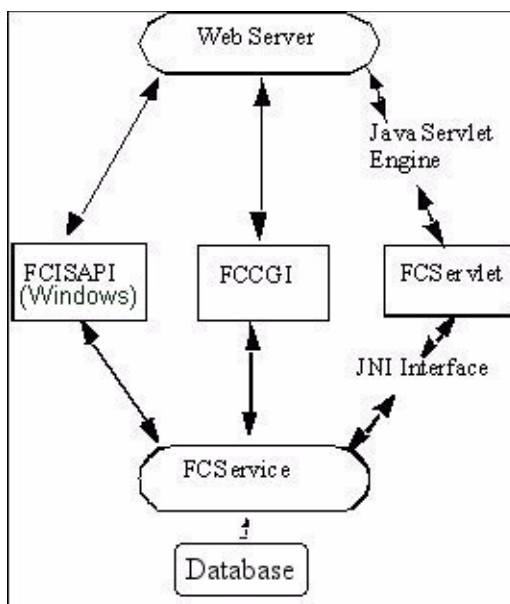 Web Server
Java Servlet
Engine
FCISAPI
(Windows)
FCCGI
FCServlet
JNI Interface
FCService
Database